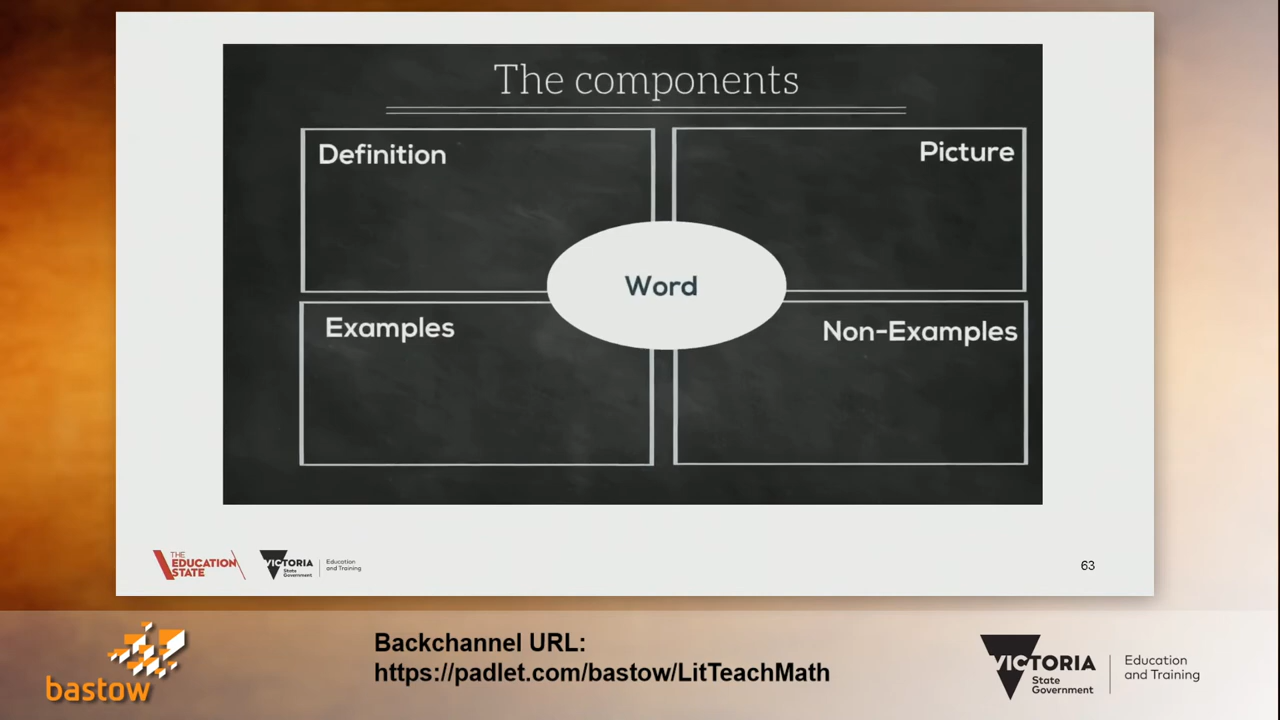 The components
Definition
Picture
Word
Examples
Non-Examples
THE
EDUCATION
STATE
VICTORIA
State
Government
Education
and Training
63
bastow
Backchannel URL:
https://padlet.com/bastow/LitTeachMath
VICTORIA
State
Government
Education
and Training